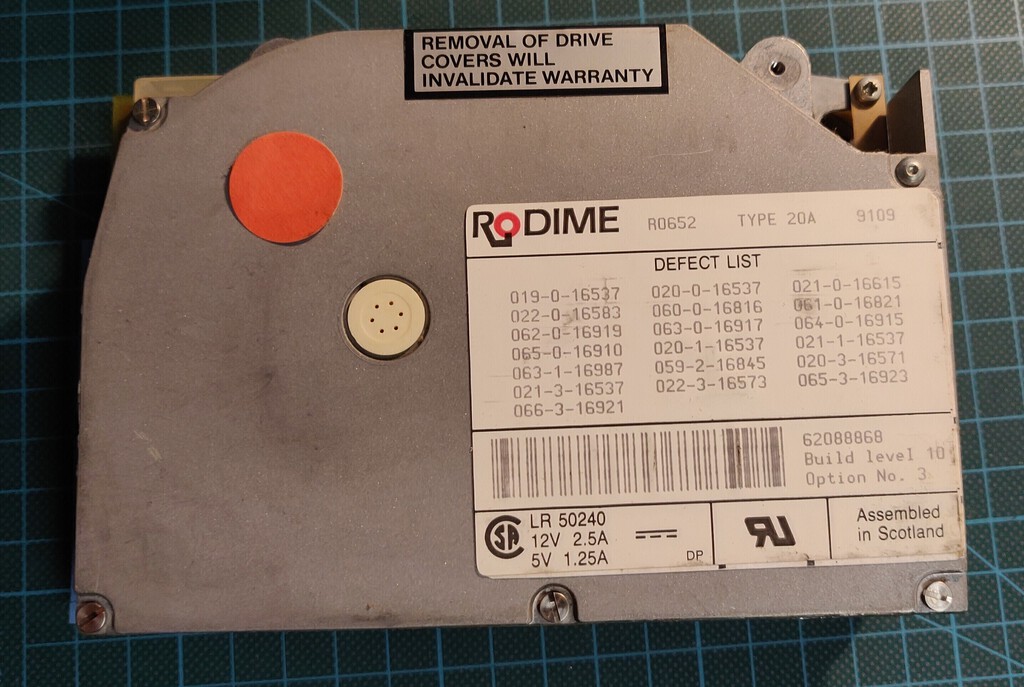 REMOVAL OF DRIVE
COVERS WILL
INVALIDATE WARRANTY
RODIME RO652 TYPE 20A 9109
DEFECT LIST
019-0-16537 020-0-16537 021-0-16615
022-0-16583 060-0-16816 061-0-16821
062-0-16919 063-0-16917 064-0-16915
065-0-16910 020-1-16537 021-1-16537
063-1-16987 059-2-16845 020-3-16571
021-3-16537 022-3-16573 065-3-16923
066-3-16921
62088868
Build level 10
Option No. 3
SA LR 50240
12V 2.5A
5V 1.25A
DP
RU
Assembled
in Scotland